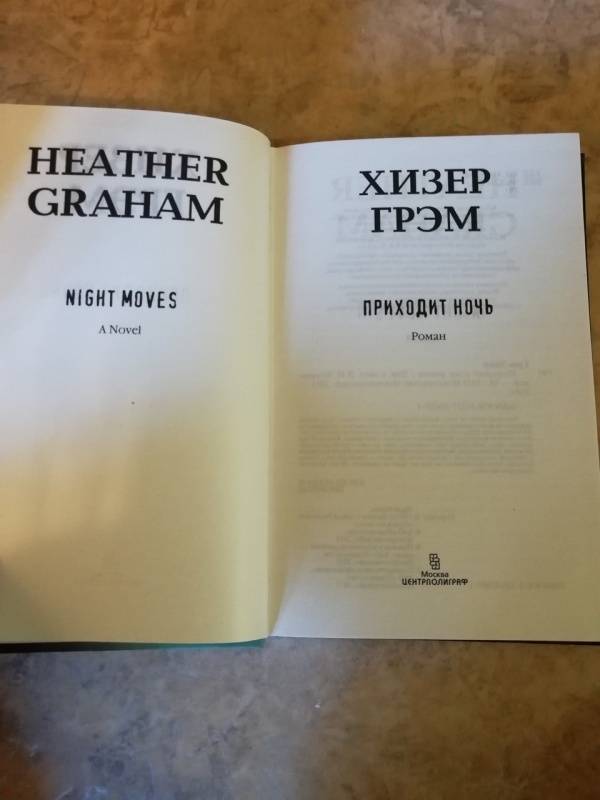 HEATHER
GRAHAM
NIGHT MOVES
A Novel
ХИЗЕР
ГРЭМ
ПРИХОДИТ НОЧЬ
Роман
Москва
ЦЕНТРПОЛИГРАФ